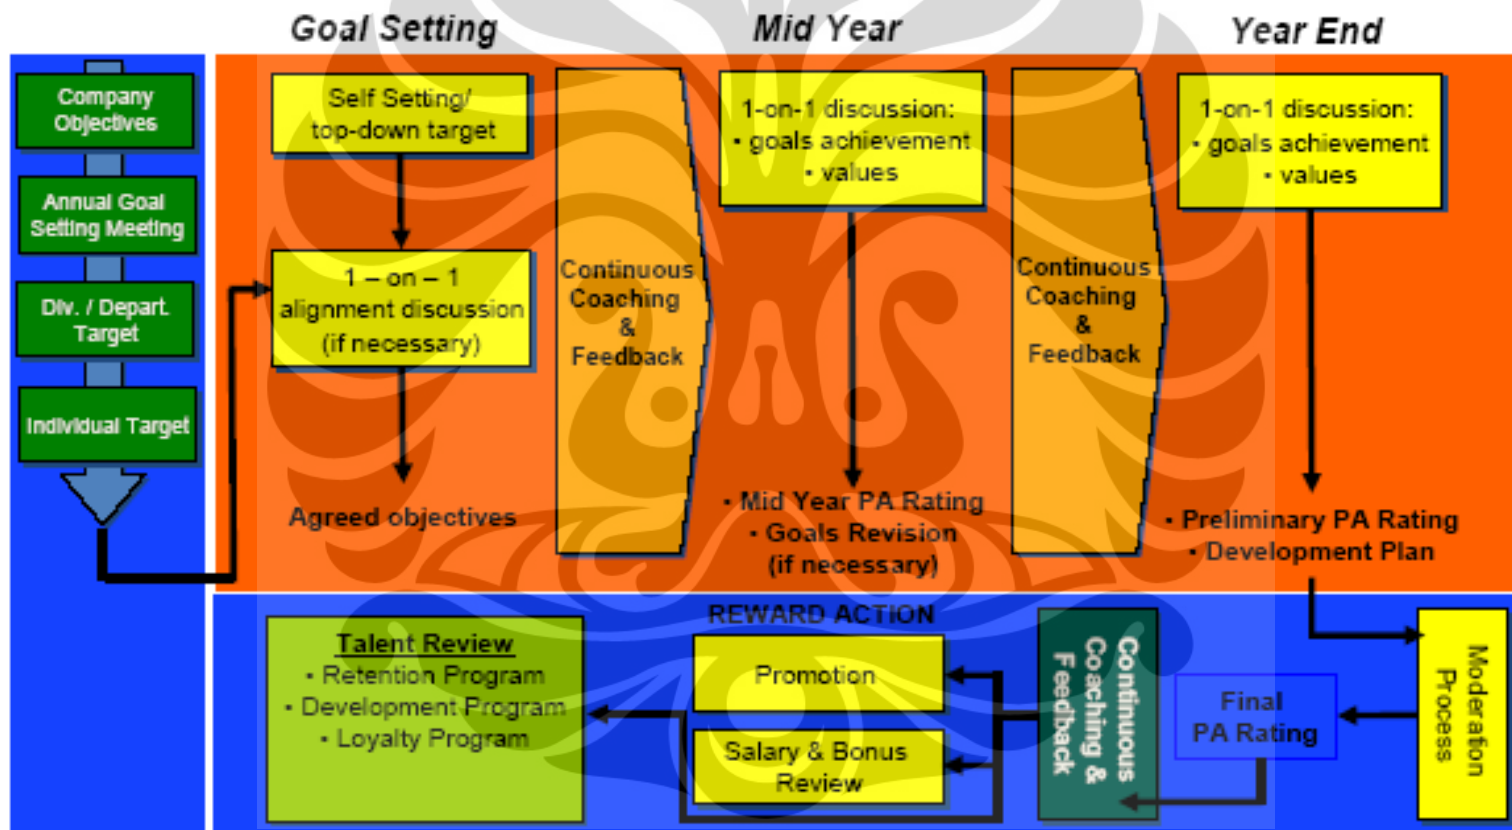 Goal Setting
Mid Year
Year End
Company
Objectives
Annual Goal
Setting Meeting
Div. / Depart.
Target
Individual Target
Self Setting/
top-down target
1 – on – 1
alignment discussion
(if necessary)
Agreed objectives
Continuous
Coaching
&
Feedback
1-on-1 discussion:
▪ goals achievement
▪ values
▪ Mid Year PA Rating
▪ Goals Revision
(if necessary)
Continuous
Coaching
&
Feedback
1-on-1 discussion:
▪ goals achievement
▪ values
▪ Preliminary PA Rating
▪ Development Plan
Talent Review
▪ Retention Program
▪ Development Program
▪ Loyalty Program
REWARD ACTION
Promotion
Salary & Bonus
Review
Continuous
Coaching &
Feedback
Final
PA Rating
Moderation
Process